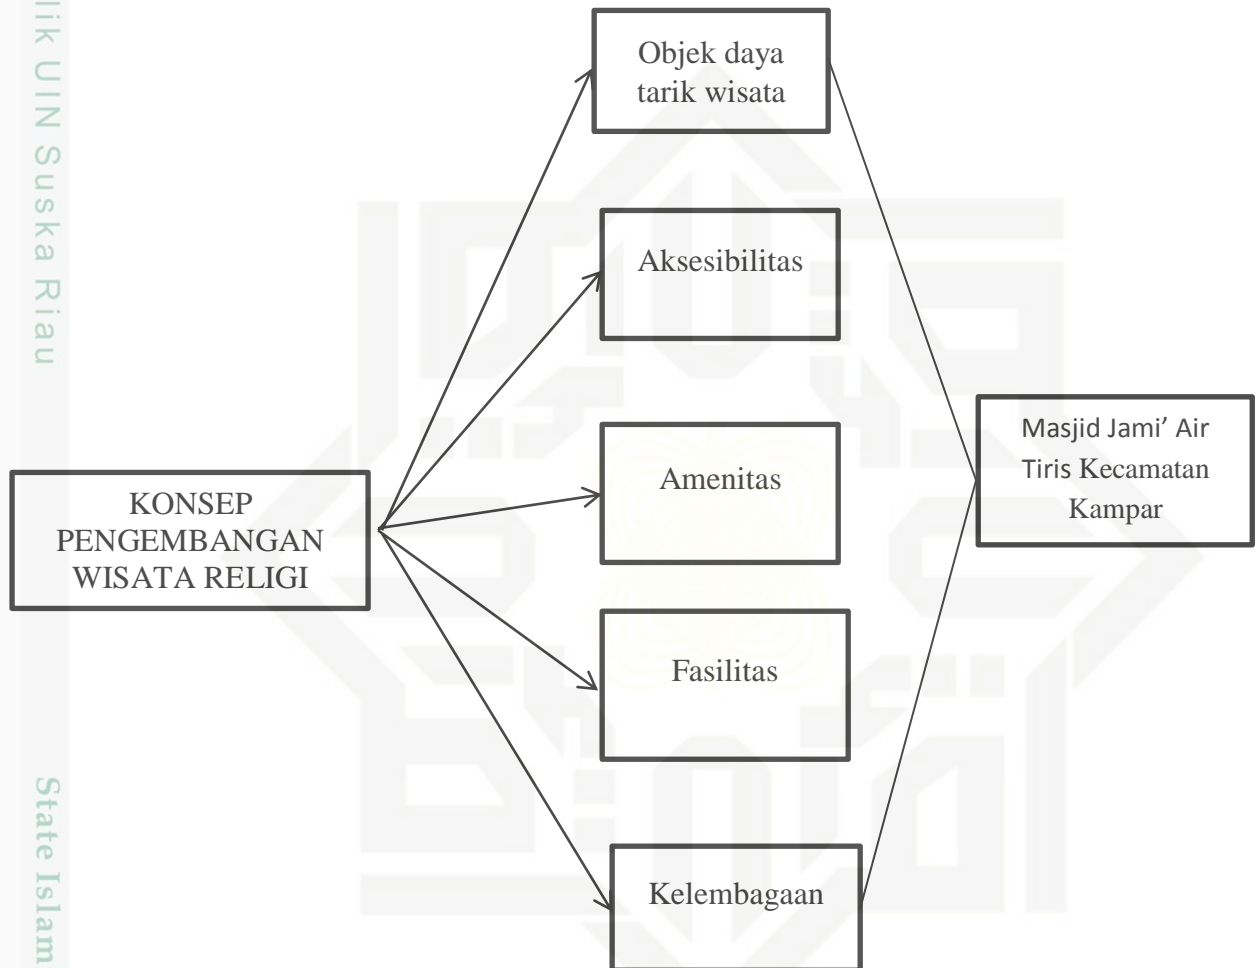 lik UIN Suska Riau
State Islam
Objek daya
tarik wisata
Aksesibilitas
Amenitas
Fasilitas
Kelembagaan
KONSEP
PENGEMBANGAN
WISATA RELIGI
Masjid Jami’ Air
Tiris Kecamatan
Kampar